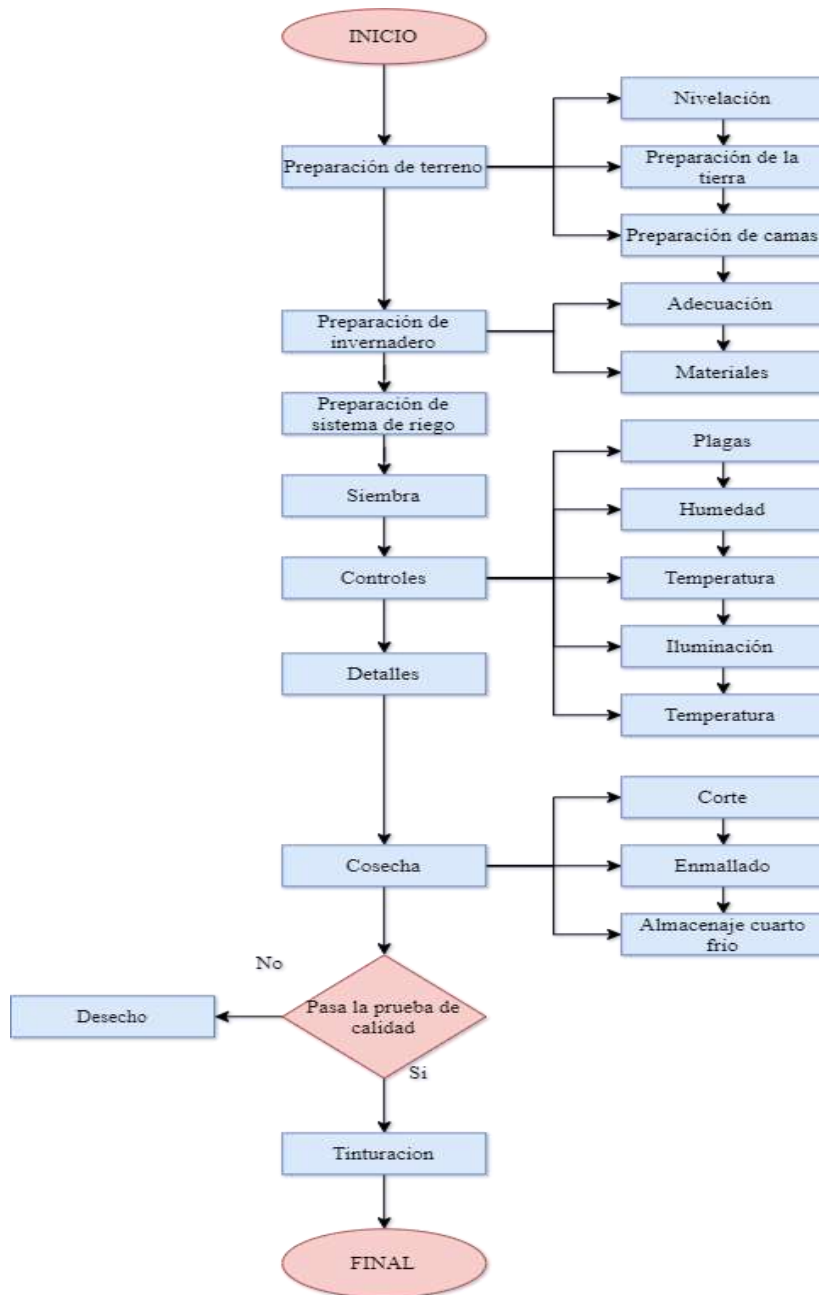 INICIO
Nivelación
Preparación de terreno
Preparación de la
tierra
Preparación de camas
Preparación de
invernadero
Adecuación
Materiales
Preparación de
sistema de riego
Plagas
Siembra
Humedad
Controles
Temperatura
Iluminación
Detalles
Temperatura
Corte
Cosecha
Enmallado
Almacenaje cuarto
frio
No
Pasa la prueba de
calidad
Desecho
Si
Tinturacion
FINAL